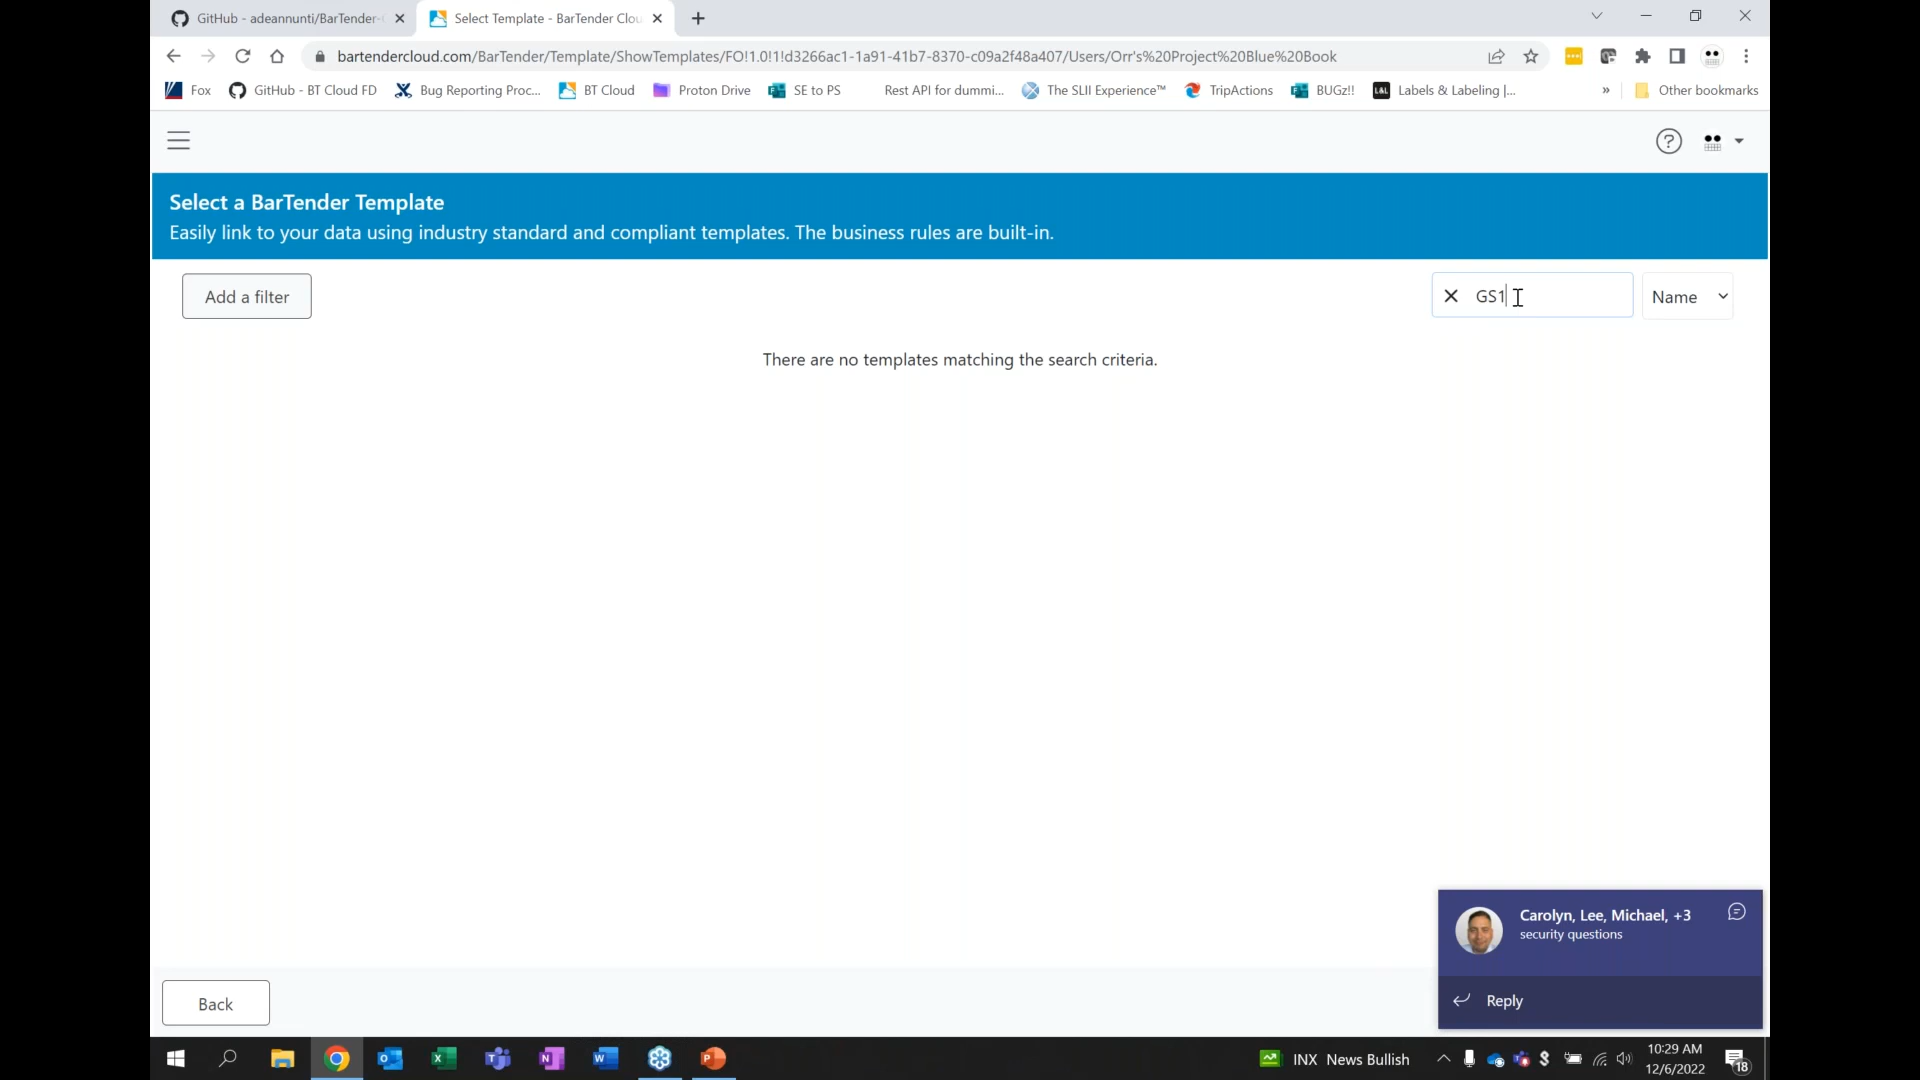 GitHub - adeannunti/BarTender-
Select Template - BarTender Clou
bartendercloud.com/BarTender/Template/ShowTemplates/FO!1.0!1!d3266ac1-1a91-41b7-8370-c09a2f48a407/Users/Orr's%20Project%20Blue%20Book
Fox
GitHub - BT Cloud FD
Bug Reporting Proc...
BT Cloud
Proton Drive
SE to PS
Rest API for dummi...
The SLII Experience™
TripActions
BUGz!!
L&L
Labels & Labeling |...
»
Other bookmarks
?
Select a BarTender Template
Easily link to your data using industry standard and compliant templates. The business rules are built-in.
Add a filter
GS1
Name
There are no templates matching the search criteria.
Carolyn, Lee, Michael, +3
security questions
Reply
Back
INX News Bullish
10:29 AM
12/6/2022
18